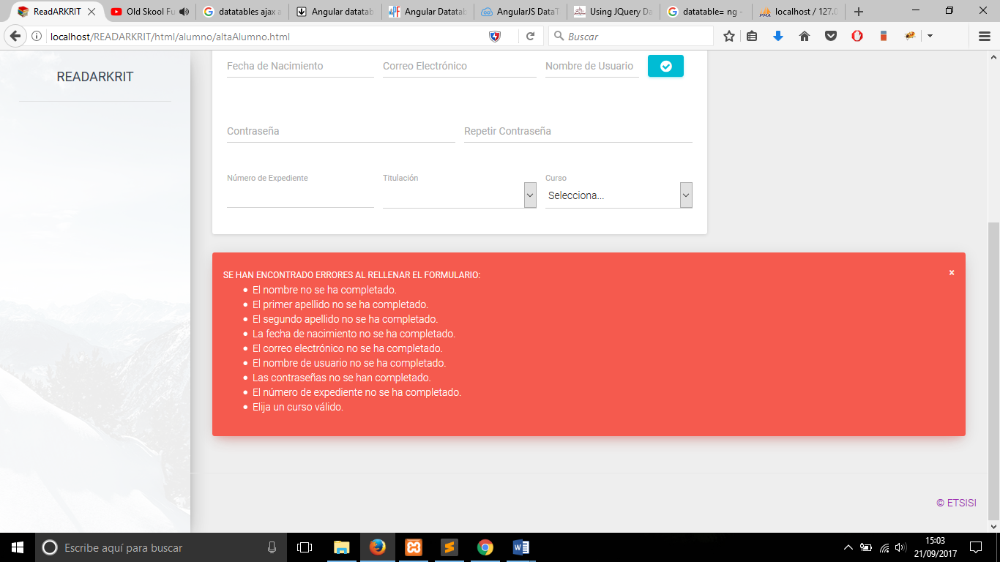 ReadARKRIT
Old Skool Fu
datatables ajax a
Angular datatab
Angular Datatab
AngularJS DataT
Using JQuery Da
datatable= ng -
localhost / 127.0
localhost/READARKRIT/html/alumno/altaAlumno.html
Buscar
READARKRIT
Fecha de Nacimiento
Correo Electrónico
Nombre de Usuario
Contraseña
Repetir Contraseña
Número de Expediente
Titulación
Curso
Selecciona...
SE HAN ENCONTRADO ERRORES AL RELLENAR EL FORMULARIO:
×
• El nombre no se ha completado.
• El primer apellido no se ha completado.
• El segundo apellido no se ha completado.
• La fecha de nacimiento no se ha completado.
• El correo electrónico no se ha completado.
• El nombre de usuario no se ha completado.
• Las contraseñas no se han completado.
• El número de expediente no se ha completado.
• Elija un curso válido.
© ETSISI
Escribe aquí para buscar
15:03
21/09/2017